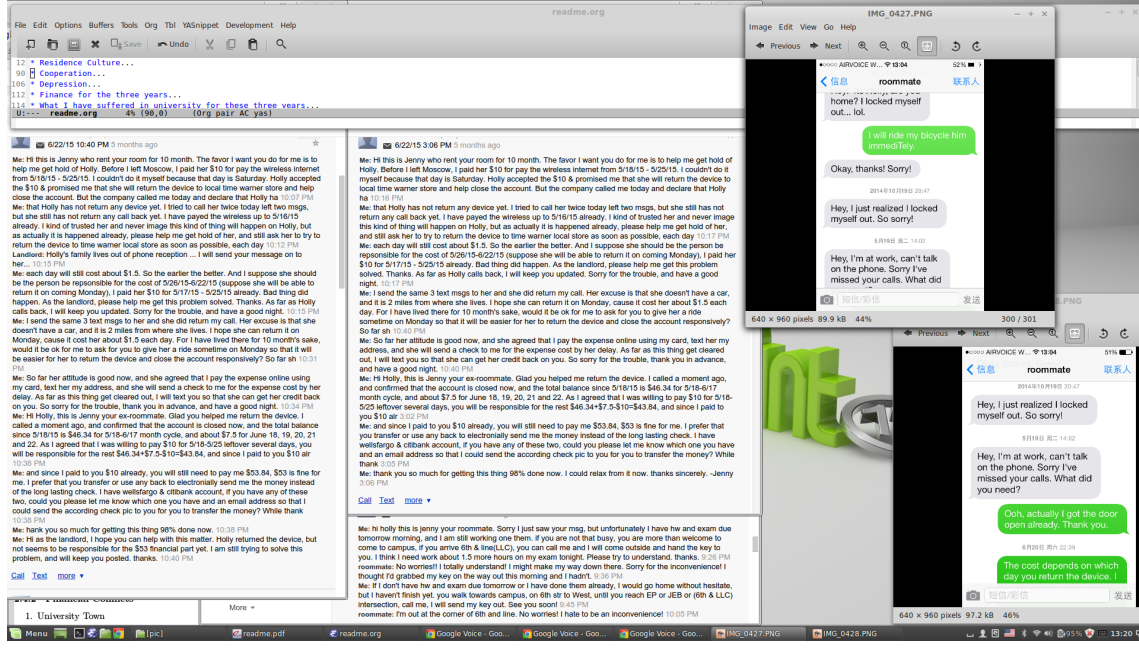 readme.org
File Edit Options Buffers Tools Org Tbl YASnippet Development Help
Save Undo
12 * Residence Culture...
90 * Cooperation...
106 * Depression...
112 * Finance for the three years...
114 * What I have suffered in university for these three years...
U:--- readme.org 4% (90,0) (Org pair AC yas)
6/22/15 10:40 PM 5 months ago
Me: Hi this is Jenny who rent your room for 10 month. The favor I want you do for me is to
help me get hold of Holly. Before I left Moscow, I paid her $10 for pay the wireless internet
from 5/18/15 - 5/25/15. I couldn't do it myself because that day is Saturday. Holly accepted
the $10 & promised me that she will return the device to local time warner store and help
close the account. But the company called me today and declare that Holly ha 10:07 PM
Me: that Holly has not return any device yet. I tried to call her twice today left two msgs,
but she still has not return any call back yet. I have payed the wireless up to 5/16/15
already. I kind of trusted her and never image this kind of thing will happen on Holly, but
as actually it is happened already, please help me get hold of her, and still ask her to try to
return the device to time warner local store as soon as possible, each day 10:12 PM
Landlord: Holly's family lives out of phone reception ... I will send your message on to
her... 10:15 PM
Me: each day will still cost about $1.5. So the earlier the better. And I suppose she should
be the person be repsonsible for the cost of 5/26/15-6/22/15 (suppose she will be able to
return it on coming Monday), I paid her $10 for 5/17/15 - 5/25/15 already. Bad thing did
happen. As the landlord, please help me get this problem solved. Thanks. As far as Holly
calls back, I will keep you updated. Sorry for the trouble, and have a good night. 10:15 PM
Me: I send the same 3 text msgs to her and she did return my call. Her excuse is that she
doesn't have a car, and it is 2 miles from where she lives. I hope she can return it on
Monday, cause it cost her about $1.5 each day. For I have lived there for 10 month's sake,
would it be ok for me to ask for you to give her a ride sometime on Monday so that it will
be easier for her to return the device and close the account responsively? So far sh 10:31
PM
Me: So far her attitude is good now, and she agreed that I pay the expense online using
my card, text her my address, and she will send a check to me for the expense cost by her
delay. As far as this thing get cleared out, I will text you so that she can get her credit back
on you. So sorry for the trouble, thank you in advance, and have a good night. 10:34 PM
Me: Hi Holly, this is Jenny your ex-roommate. Glad you helped me return the device. I
called a moment ago, and confirmed that the account is closed now, and the total balance
since 5/18/15 is $46.34 for 5/18-6/17 month cycle, and about $7.5 for June 18, 19, 20, 21
and 22. As I agreed that I was willing to pay $10 for 5/18-5/25 leftover several days, you
will be responsible for the rest $46.34+$7.5-$10=$43.84, and since I paid to you $10 alr
10:38 PM
Me: and since I paid to you $10 already, you will still need to pay me $53.84, $53 is fine for
me. I prefer that you transfer or use any back to electronially send me the money instead
of the long lasting check. I have wellsfargo & citibank account, if you have any of these
two, could you please let me know which one you have and an email address so that I
could send the according check pic to you for you to transfer the money? While thank
10:38 PM
Me: hank you so much for getting this thing 98% done now. 10:38 PM
Me: Hi as the landlord, I hope you can help with this matter. Holly returned the device, but
not seems to be responsible for the $53 financial part yet. I am still trying to solve this
problem, and will keep you posted. thanks. 10:40 PM
Call Text more
1. University Town
More
6/22/15 3:06 PM 5 months ago
Me: Hi this is Jenny who rent your room for 10 month. The favor I want you do for me is to help me get hold of
Holly. Before I left Moscow, I paid her $10 for pay the wireless internet from 5/18/15 - 5/25/15. I couldn't do it
myself because that day is Saturday. Holly accepted the $10 & promised me that she will return the device to
local time warner store and help close the account. But the company called me today and declare that Holly
ha 10:16 PM
Me: that Holly has not return any device yet. I tried to call her twice today left two msgs, but she still has not
return any call back yet. I have payed the wireless up to 5/16/15 already. I kind of trusted her and never image
this kind of thing will happen on Holly, but as actually it is happened already, please help me get hold of her,
and still ask her to try to return the device to time warner local store as soon as possible, each day 10:17 PM
Me: each day will still cost about $1.5. So the earlier the better. And I suppose she should be the person be
repsonsible for the cost of 5/26/15-6/22/15 (suppose she will be able to return it on coming Monday), I paid her
$10 for 5/17/15 - 5/25/15 already. Bad thing did happen. As the landlord, please help me get this problem
solved. Thanks. As far as Holly calls back, I will keep you updated. Sorry for the trouble, and have a good
night. 10:17 PM
Me: I send the same 3 text msgs to her and she did return my call. Her excuse is that she doesn't have a car,
and it is 2 miles from where she lives. I hope she can return it on Monday, cause it cost her about $1.5 each
day. For I have lived there for 10 month's sake, would it be ok for me to ask for you to give her a ride
sometime on Monday so that it will be easier for her to return the device and close the account responsively?
So far sh 10:40 PM
Me: So far her attitude is good now, and she agreed that I pay the expense online using my card, text her my
address, and she will send a check to me for the expense cost by her delay. As far as this thing get cleared
out, I will text you so that she can get her credit back on you. So sorry for the trouble, thank you in advance,
and have a good night. 10:40 PM
Me: Hi Holly, this is Jenny your ex-roommate. Glad you helped me return the device. I called a moment ago,
and confirmed that the account is closed now, and the total balance since 5/18/15 is $46.34 for 5/18-6/17
month cycle, and about $7.5 for June 18, 19, 20, 21 and 22. As I agreed that I was willing to pay $10 for 5/18-
5/25 leftover several days, you will be responsible for the rest $46.34+$7.5-$10=$43.84, and since I paid to
you $10 alr 3:02 PM
Me: and since I paid to you $10 already, you will still need to pay me $53.84, $53 is fine for me. I prefer that
you transfer or use any back to electronially send me the money instead of the long lasting check. I have
wellsfargo & citibank account, if you have any of these two, could you please let me know which one you have
and an email address so that I could send the according check pic to you for you to transfer the money? While
thank 3:05 PM
Me: thank you so much for getting this thing 98% done now. I could relax from it now. thanks sincerely. -Jenny
3:06 PM
Call Text more
Me: hi holly this is jenny your roommate. Sorry I just saw your msg, but unfortunately I have hw and exam due
tomorrow morning, and I am still working one them. if you are not that busy, you are more than welcome to
come to campus, if you arrive 6th & line(LLC), you can call me and I will come outside and hand the key to
you. I think I need work about 1.5 more hours on my exam tonight. Please try to understand. thanks. 9:26 PM
roommate: No worries!! I totally understand! I might make my way down there. Sorry for the inconvenience! I
thought I'd grabbed my key on the way out this morning and I hadn't. 9:36 PM
Me: If I don't have hw and exam due tomorrow or I have done them already, I would go home without hesitate,
but I haven't finish yet. you walk towards campus, on 6th str to West, until you reach EP or JEB or (6th & LLC)
intersection, call me, I will send my key out. See you soon! 9:45 PM
roommate: I'm out at the corner of 6th and line. No worries! I hate to be an inconvenience! 10:05 PM
IMG_0427.PNG
Image Edit View Go Help
Previous Next
AIRVOICE W... 13:04 52%
信息 roommate 联系人
home? I locked myself
out... lol.
I will ride my bicycle him
immediTely.
Okay, thanks! Sorry!
2014年10月19日 20:47
Hey, I just realized I locked
myself out. So sorry!
5月19日 周二 14:02
Hey, I'm at work, can't talk
on the phone. Sorry I've
missed your calls. What did
短信/彩信 发送
640 × 960 pixels 89.9 kB 44% 300 / 301
Previous Next
AIRVOICE W... 13:04 51%
信息 roommate 联系人
2014年10月19日 20:47
Hey, I just realized I locked
myself out. So sorry!
5月19日 周二 14:02
Hey, I'm at work, can't talk
on the phone. Sorry I've
missed your calls. What did
you need?
Ooh, actually I got the door
open already. Thank you.
6月20日 周六 22:39
The cost depends on which
day you return the device. I
短信/彩信 发送
640 × 960 pixels 97.2 kB 46%
Menu [pic] readme.pdf readme.org Google Voice - Goo... Google Voice - Goo... Google Voice - Goo... IMG_0427.PNG IMG_0428.PNG 95% 13:20